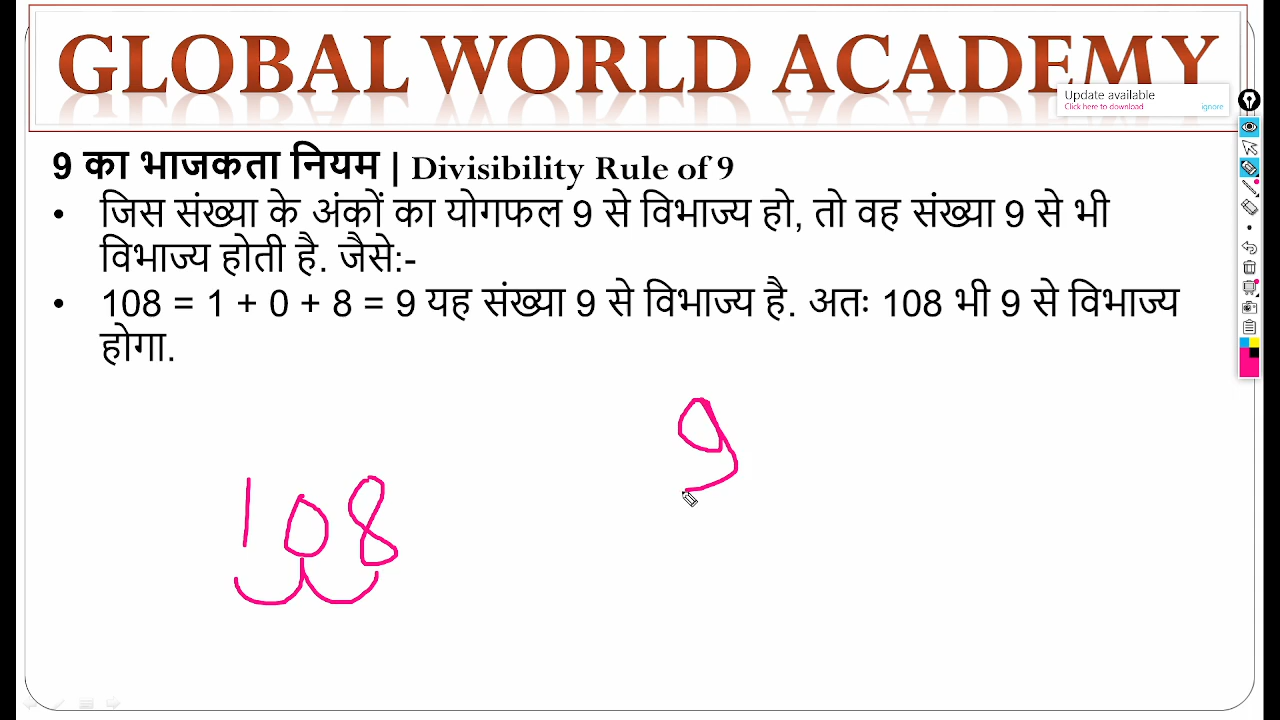 GLOBAL WORLD ACADEMY
Update available
Click here to download ignore
9 का भाजकता नियम | Divisibility Rule of 9
• जिस संख्या के अंकों का योगफल 9 से विभाज्य हो, तो वह संख्या 9 से भी
विभाज्य होती है. जैसे:-
• 108 = 1 + 0 + 8 = 9 यह संख्या 9 से विभाज्य है. अतः 108 भी 9 से विभाज्य
होगा.
9
108